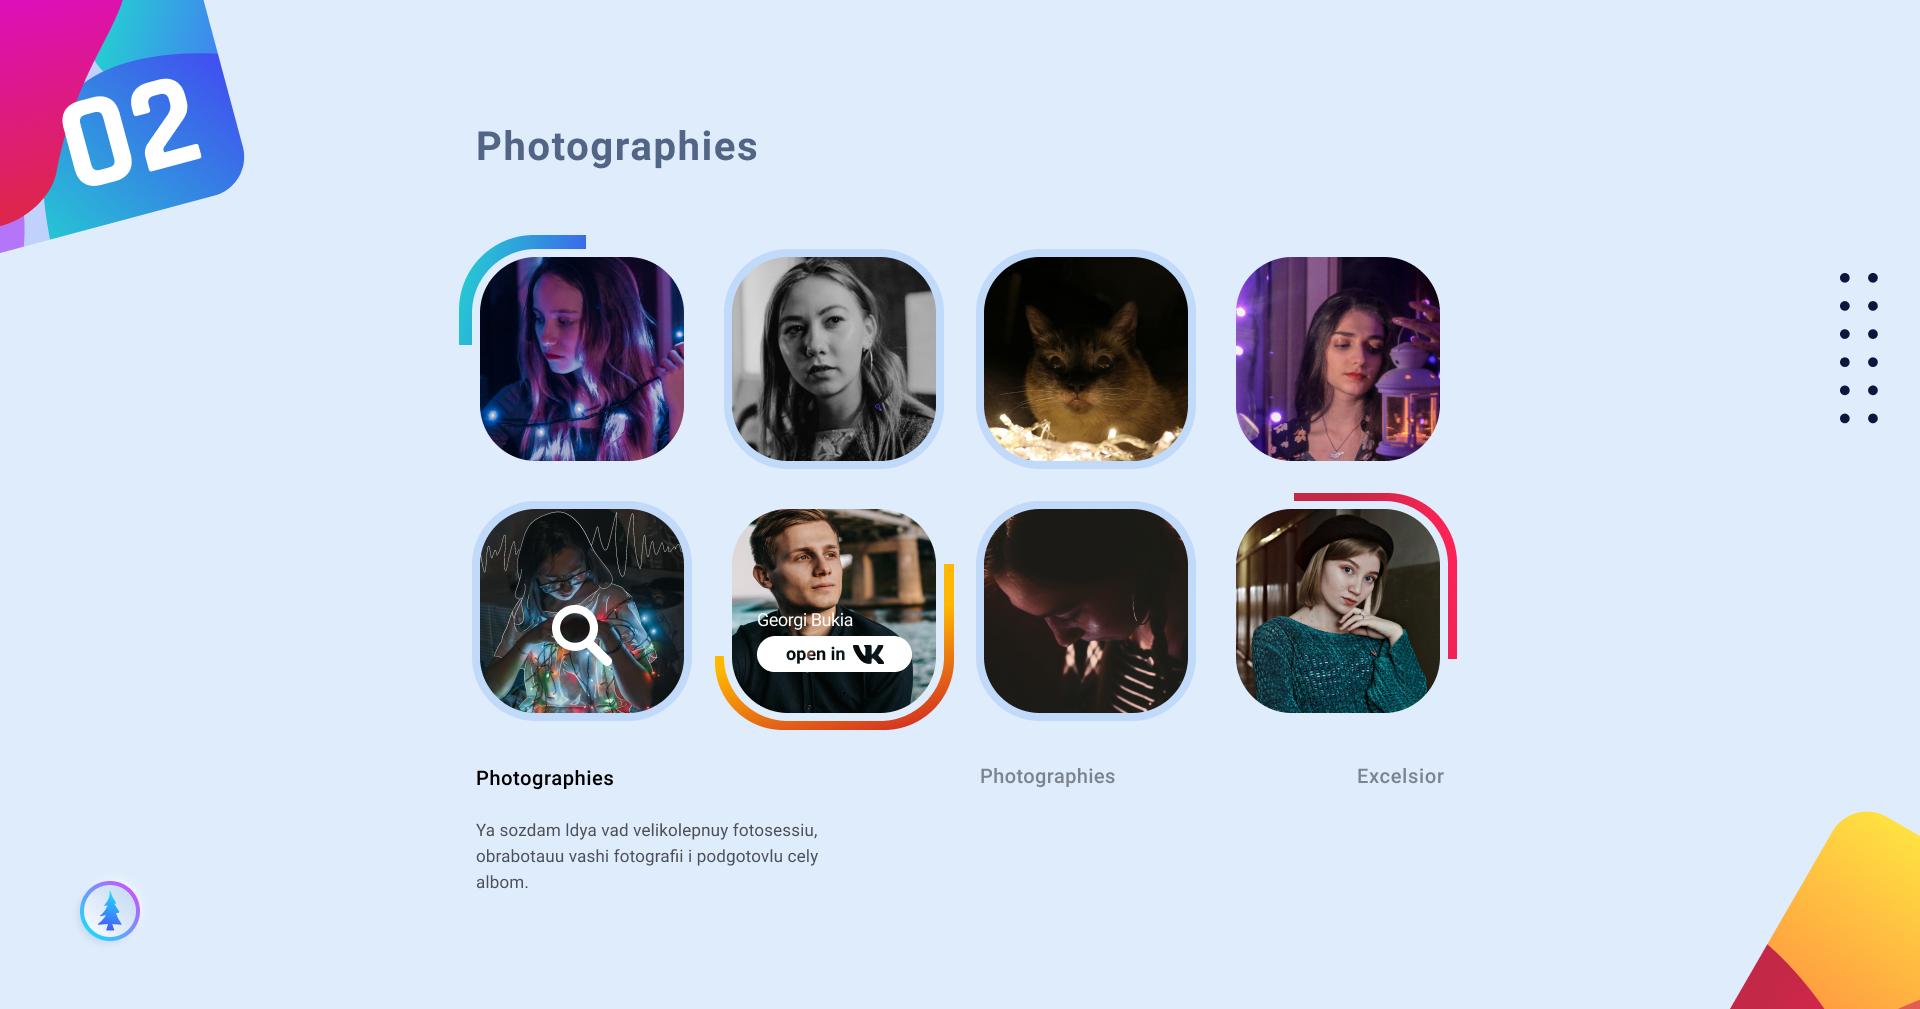 02
Photographies
Georgi Bukia
open in VK
Photographies
Photographies
Excelsior
Ya sozdam ldya vad velikolepnuy fotosessiu,
obrabotauu vashi fotografii i podgotovlu cely
albom.